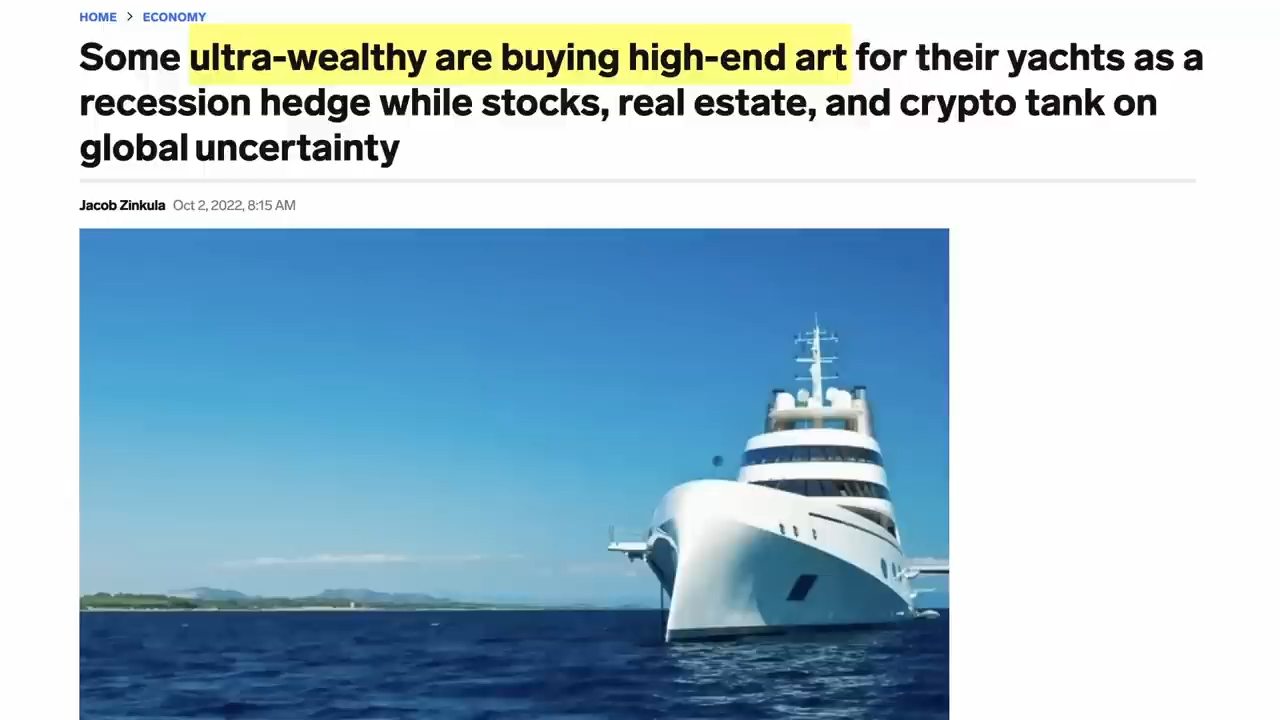 HOME > ECONOMY
Some ultra-wealthy are buying high-end art for their yachts as a
recession hedge while stocks, real estate, and crypto tank on
global uncertainty
Jacob Zinkula Oct 2, 2022, 8:15 AM